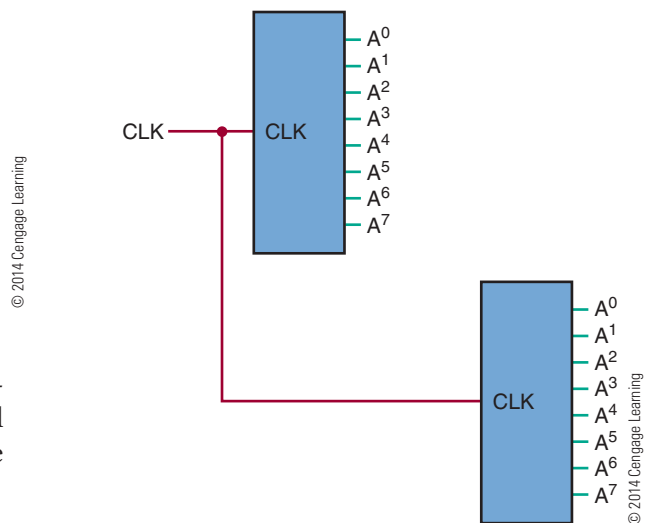 A⁰
A¹
A²
A³
CLK
CLK
A⁴
A⁵
A⁶
A⁷
© 2014 Cengage Learning
A⁰
A¹
A²
A³
CLK
A⁴
A⁵
A⁶
A⁷
© 2014 Cengage Learning